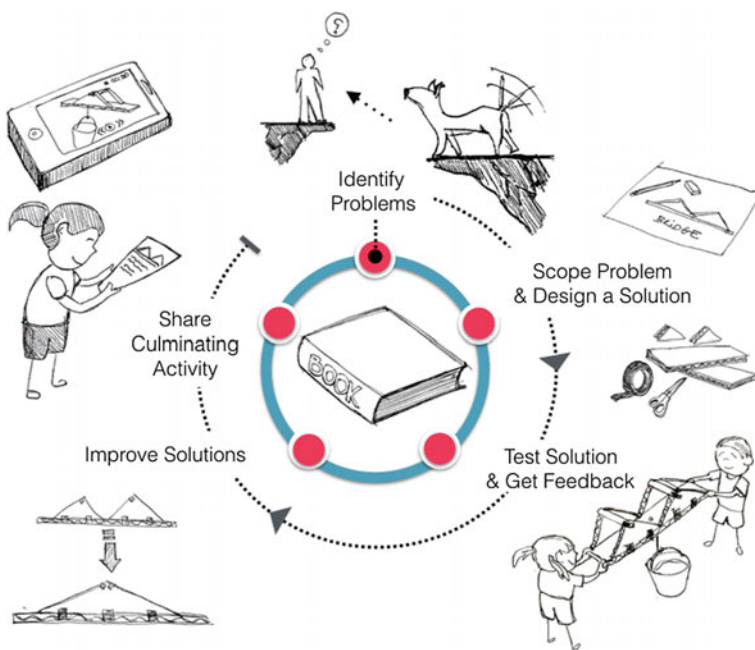 ?
Identify
Problems
BRIDGE
Scope Problem
& Design a Solution
Share
Culminating
Activity
BOOK
Improve Solutions
Test Solution
& Get Feedback